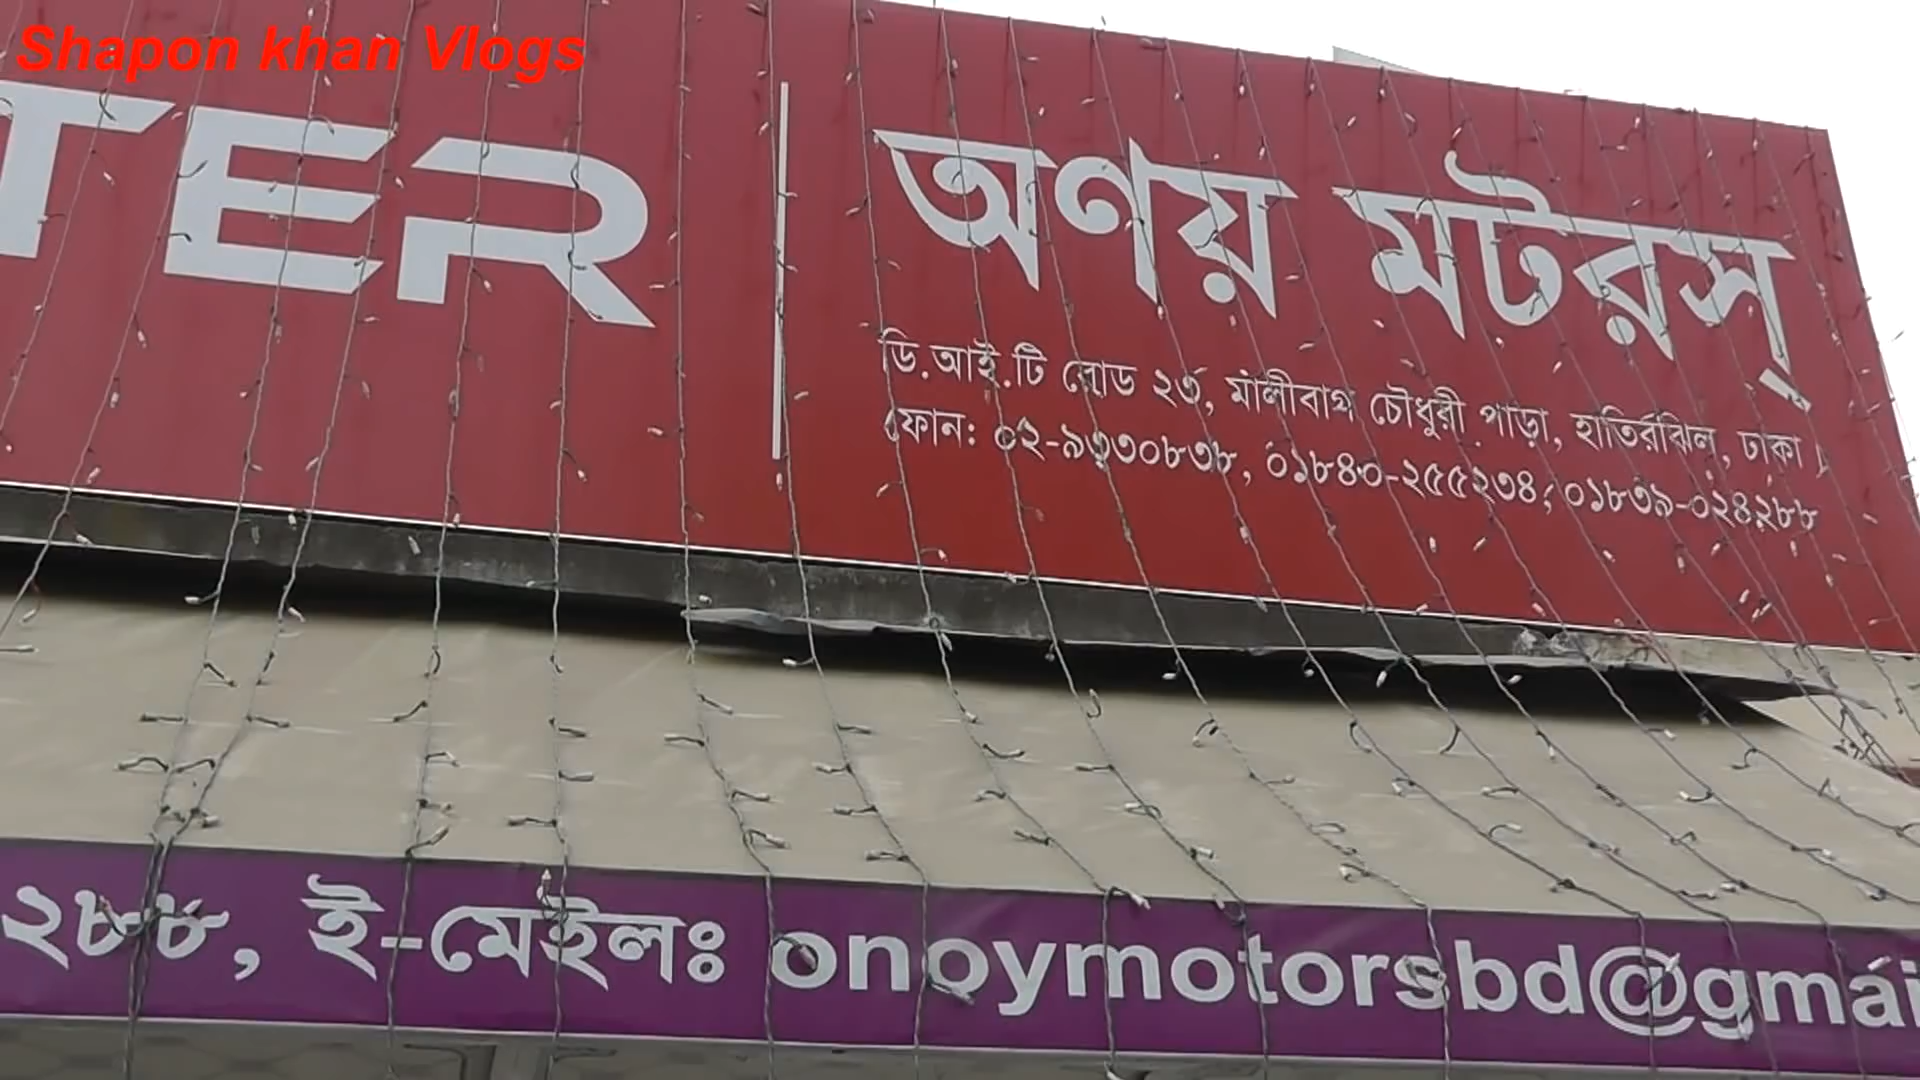 Shapon khan Vlogs
TER
অণয় মটরস্
ডি.আই.টি রোড ২৩, মালীবাগ চৌধুরী পাড়া, হাতিরঝিল, ঢাকা।
ফোন: ০২-৯৩৩০৮৩৮, ০১৮৪০-২৫৫২৩৪, ০১৮৩৯-০২৪২৮৮
২৮৮, ই-মেইলঃ onoymotorsbd@gmai